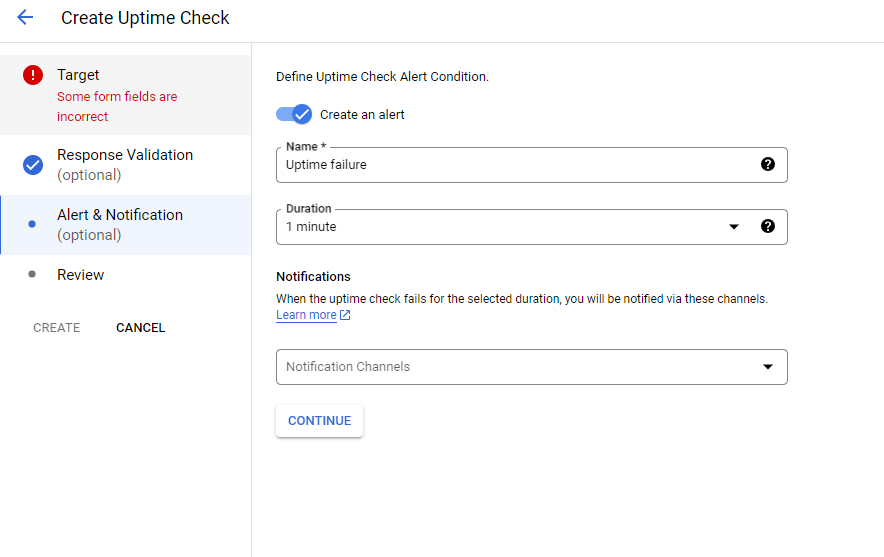 Create Uptime Check
Target
Some form fields are
incorrect
Response Validation
(optional)
Alert & Notification
(optional)
Review
CREATE CANCEL
Define Uptime Check Alert Condition.
Create an alert
Name *
Uptime failure
Duration
1 minute
Notifications
When the uptime check fails for the selected duration, you will be notified via these channels.
Learn more
Notification Channels
CONTINUE